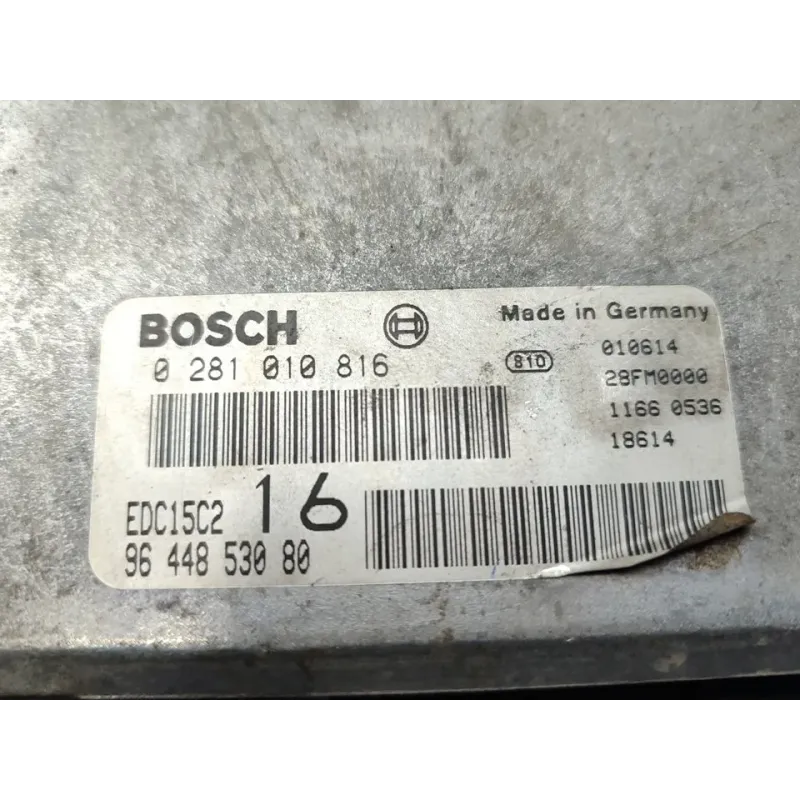 BOSCH
Made in Germany
0 281 010 816
810
010614
28FM0000
1166 0536
18614
EDC15C2 16
96 448 530 80